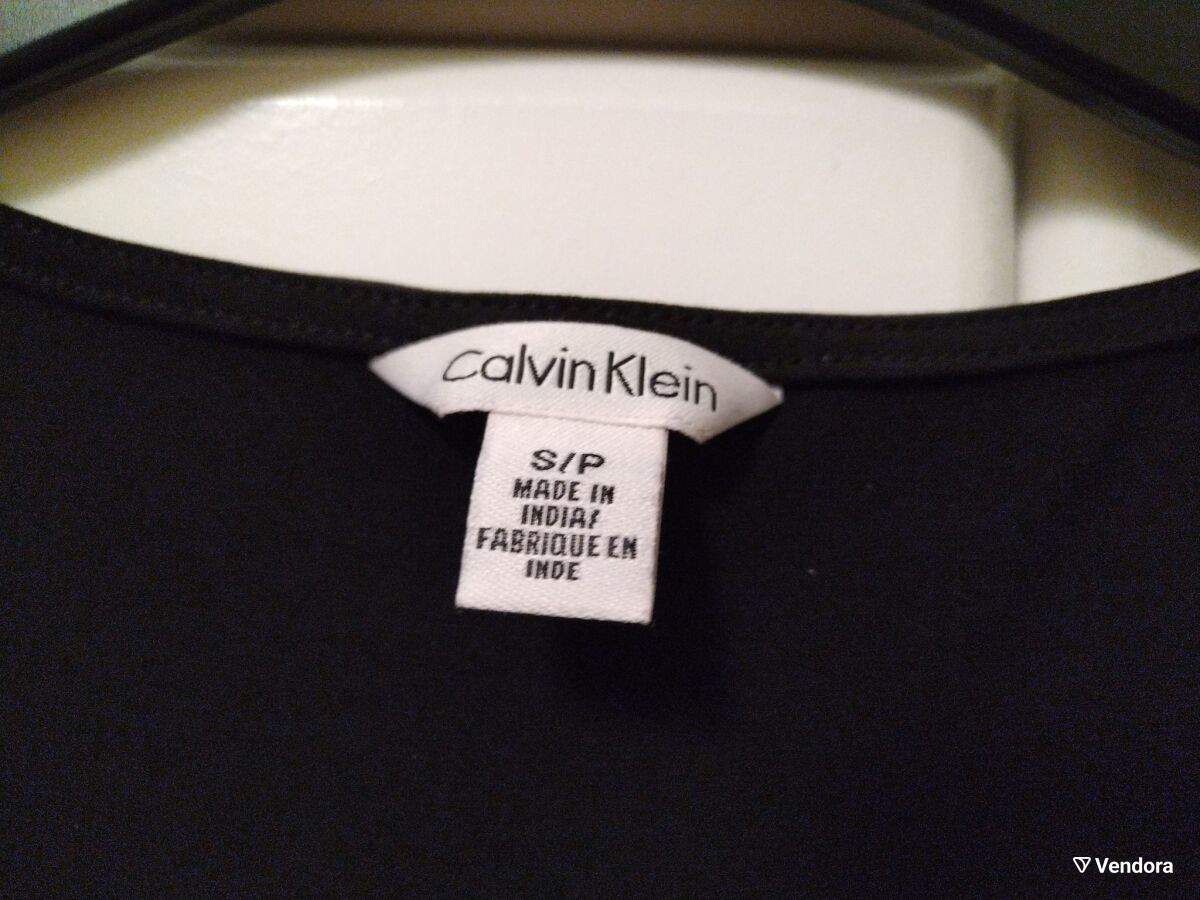 Calvin Klein
S/P
MADE IN
INDIA/
FABRIQUE EN
INDE
Vendora